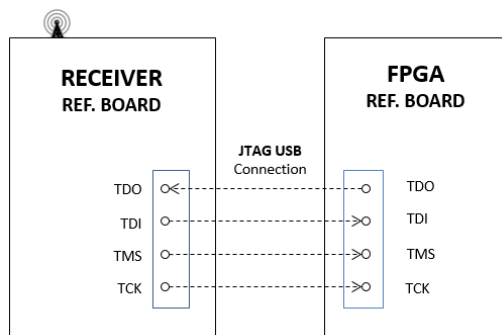 RECEIVER
REF. BOARD
FPGA
REF. BOARD
JTAG USB
Connection
TDO
TDO
TDI
TDI
TMS
TMS
TCK
TCK